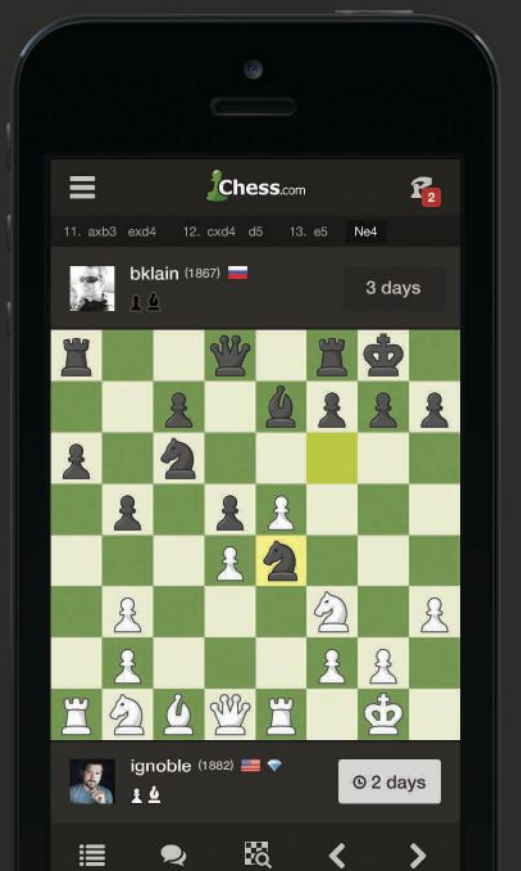 Chess.com
2
11. axb3 exd4 12. cxd4 d5 13. e5 Ne4
bklain (1867)
3 days
ignoble (1882)
2 days